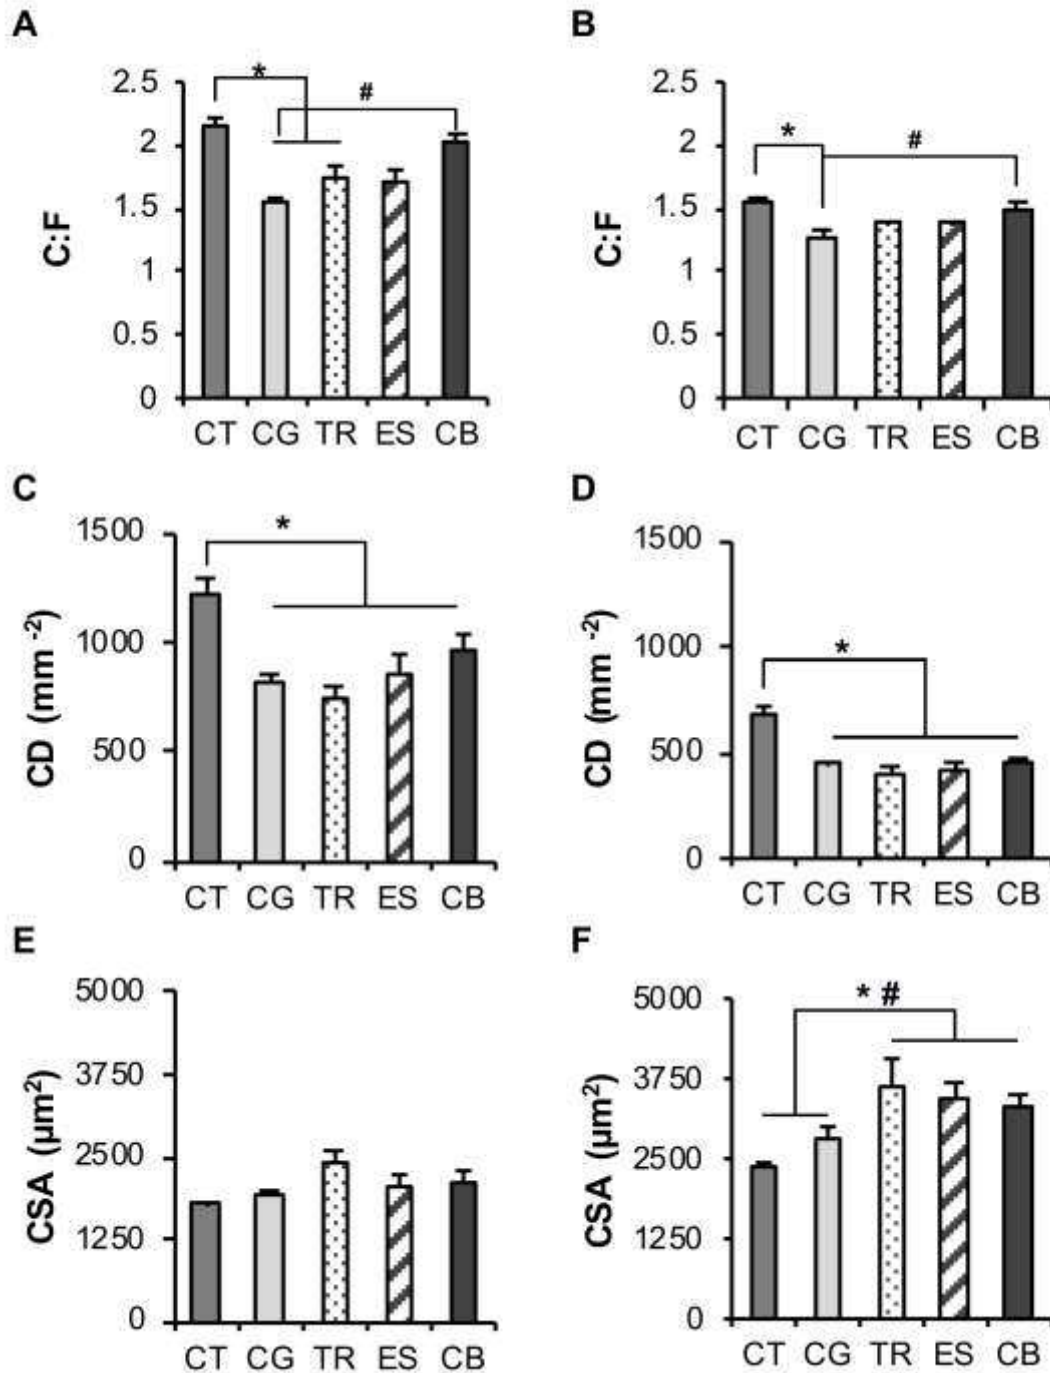 A
B
2.5
2
1.5
1
0.5
0
C:F
*
#
CT CG TR ES CB
2.5
2
1.5
1
0.5
0
C:F
*
#
CT CG TR ES CB
C
D
1500
1000
500
0
CD (mm -2)
*
CT CG TR ES CB
1500
1000
500
0
CD (mm -2)
*
CT CG TR ES CB
E
F
5000
3750
2500
1250
0
CSA (µm2)
CT CG TR ES CB
5000
3750
2500
1250
0
CSA (µm2)
* #
CT CG TR ES CB